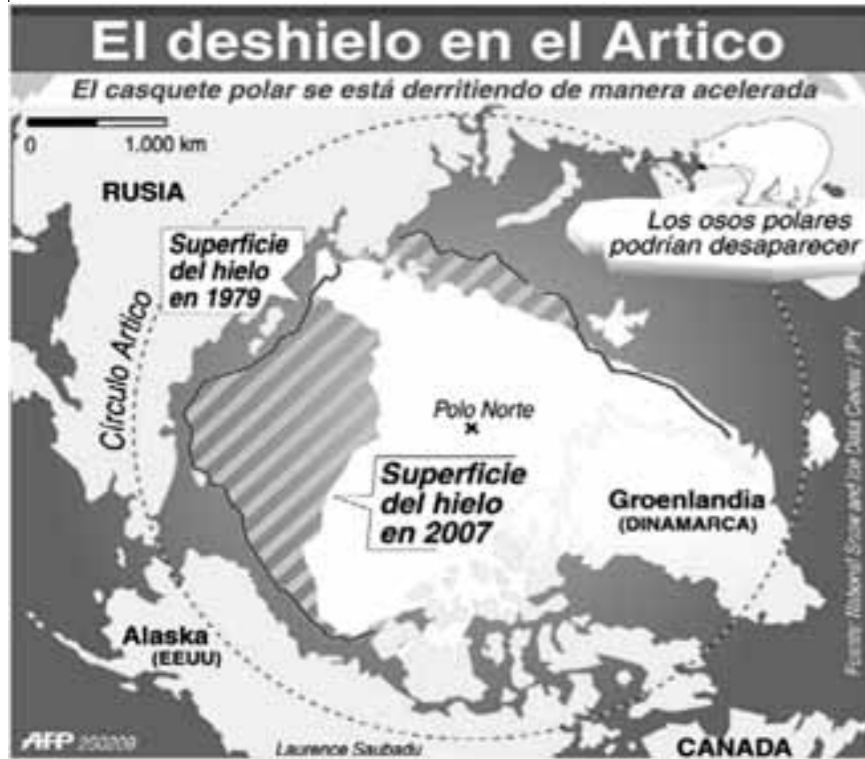 El deshielo en el Artico
El casquete polar se está derritiendo de manera acelerada
0 1.000 km
RUSIA
Los osos polares
podrían desaparecer
Superficie
del hielo
en 1979
Círculo Artico
Polo Norte
Superficie
del hielo
en 2007
Groenlandia
(DINAMARCA)
Alaska
(EEUU)
CANADA
AFP
Laurence Saubadu